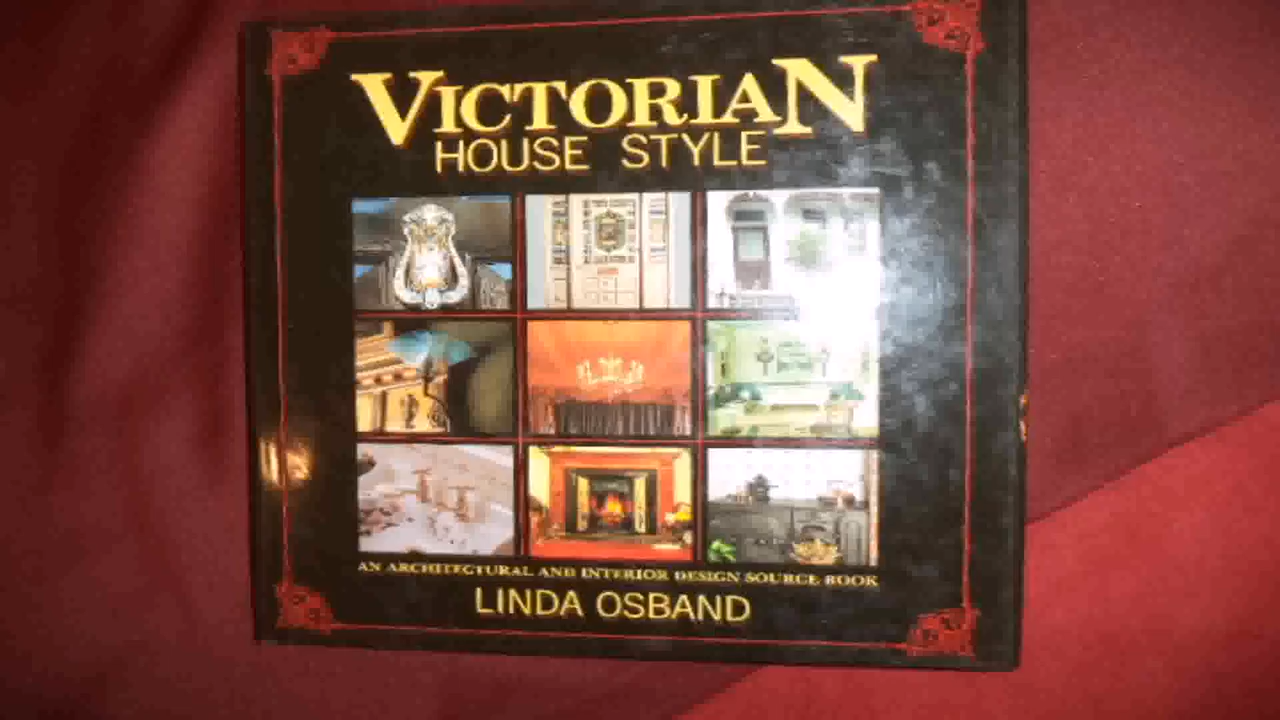 VICTORIAN
HOUSE STYLE
AN ARCHITECTURAL AND INTERIOR DESIGN SOURCE BOOK
LINDA OSBAND